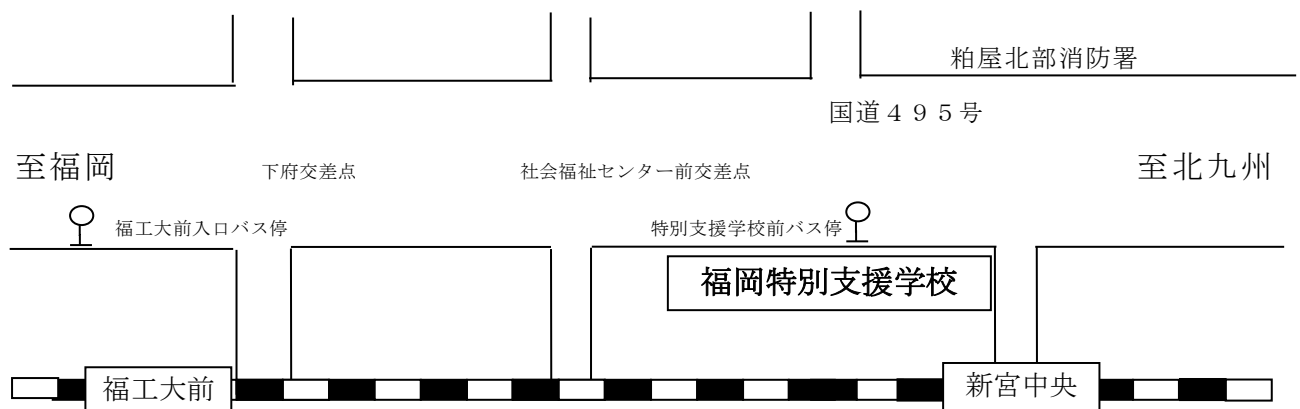 粕屋北部消防署
国道４９５号
至福岡
下府交差点
社会福祉センター前交差点
至北九州
福工大前入口バス停
特別支援学校前バス停
福岡特別支援学校
福工大前
新宮中央